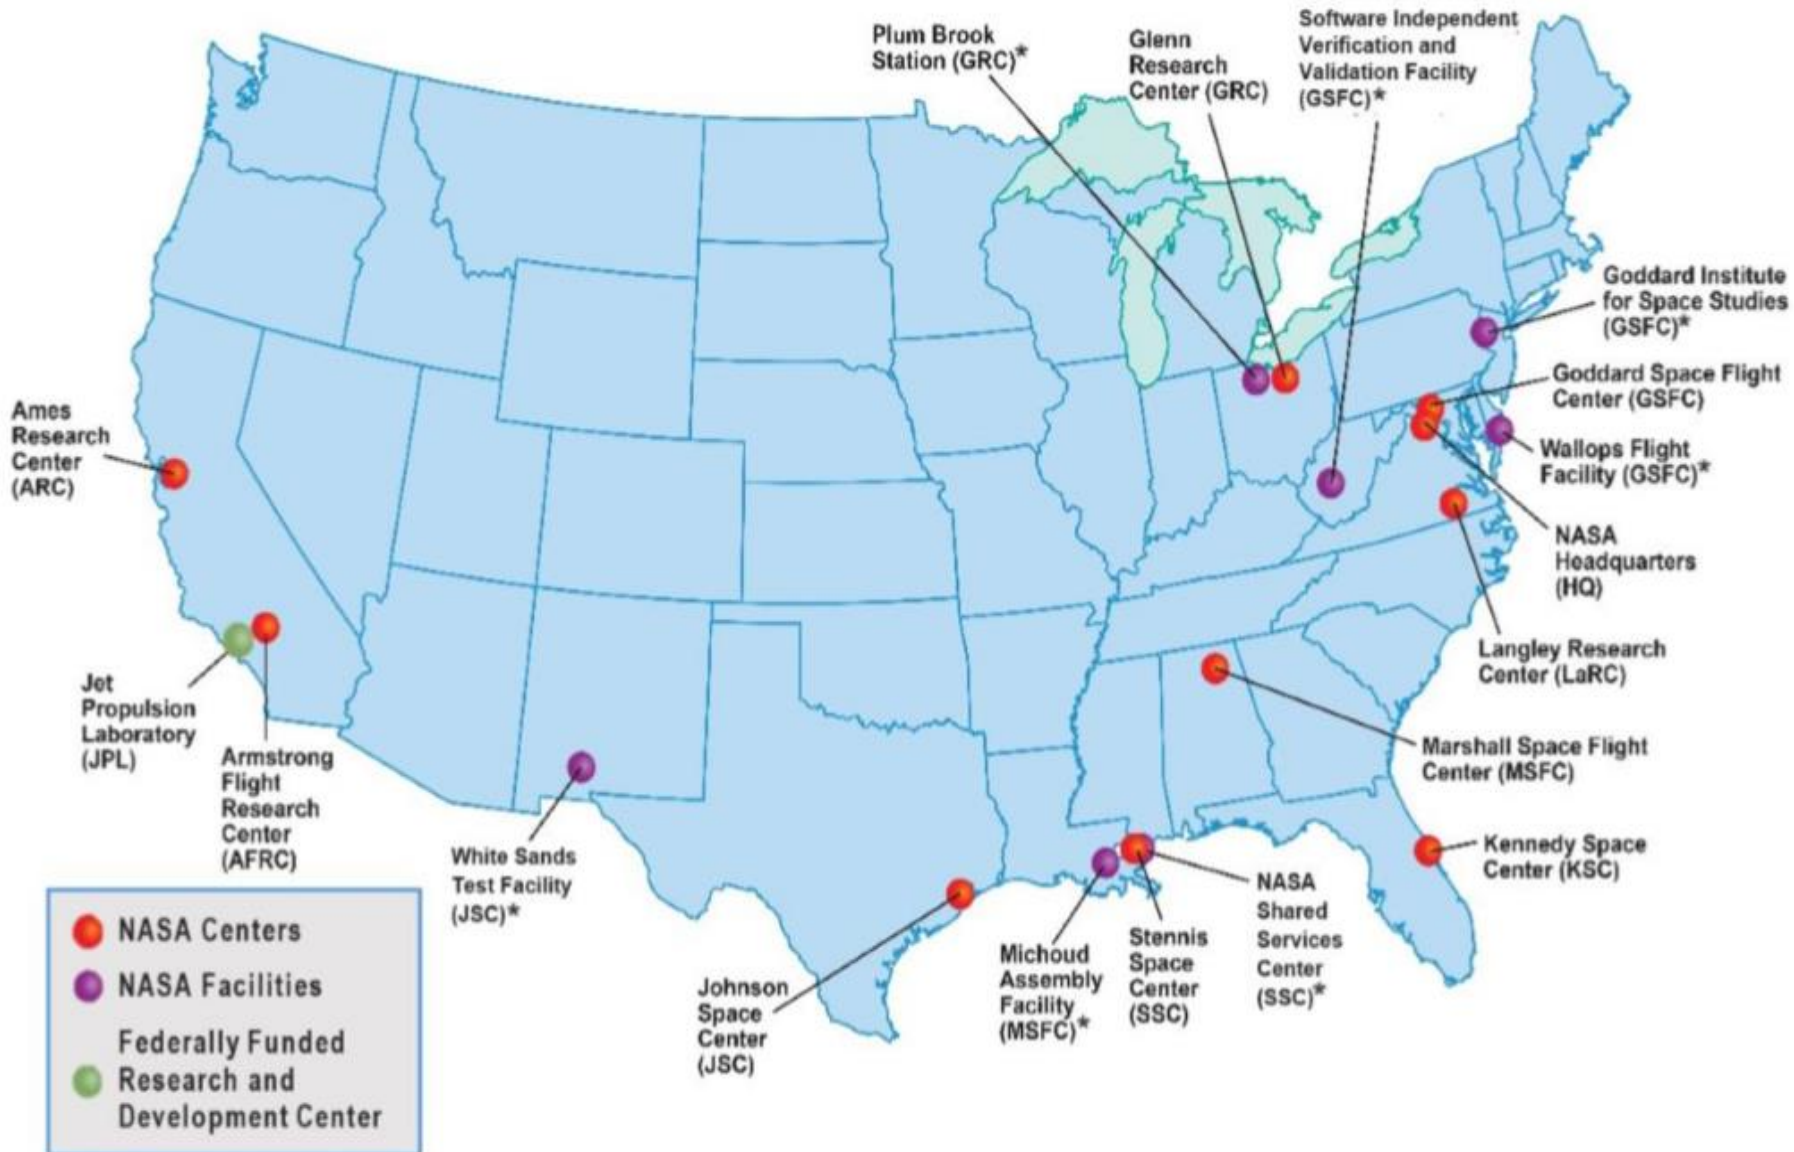 Plum Brook
Station (GRC)*
Glenn
Research
Center (GRC)
Software Independent
Verification and
Validation Facility
(GSFC)*
Goddard Institute
for Space Studies
(GSFC)*
Goddard Space Flight
Center (GSFC)
Wallops Flight
Facility (GSFC)*
NASA
Headquarters
(HQ)
Langley Research
Center (LaRC)
Marshall Space Flight
Center (MSFC)
Kennedy Space
Center (KSC)
Ames
Research
Center
(ARC)
Jet
Propulsion
Laboratory
(JPL)
Armstrong
Flight
Research
Center
(AFRC)
White Sands
Test Facility
(JSC)*
Johnson
Space
Center
(JSC)
Michoud
Assembly
Facility
(MSFC)*
Stennis
Space
Center
(SSC)
NASA
Shared
Services
Center
(SSC)*
NASA Centers
NASA Facilities
Federally Funded
Research and
Development Center